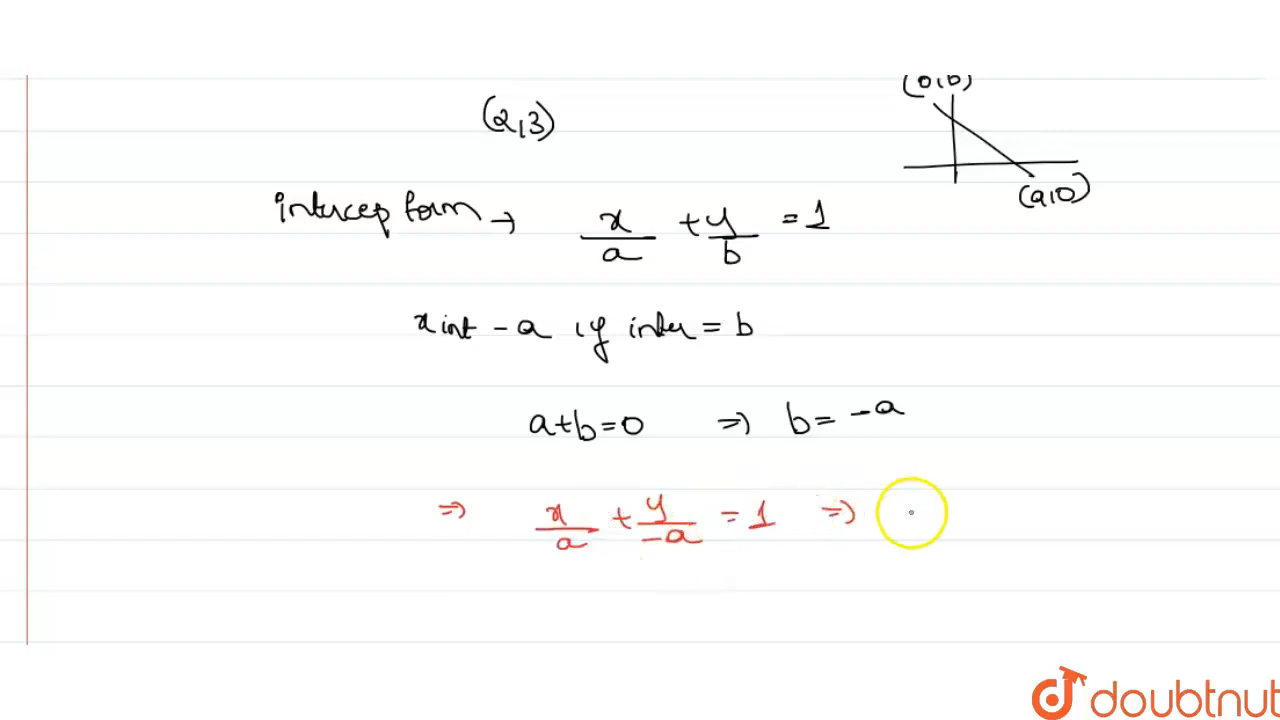 (0,b)
(2,3)
(a,0)
intercep form → x/a + y/b = 1
x int - a , y inter = b
a+b=0 ⇒ b= -a
⇒ x/a + y/-a = 1 ⇒
doubtnut